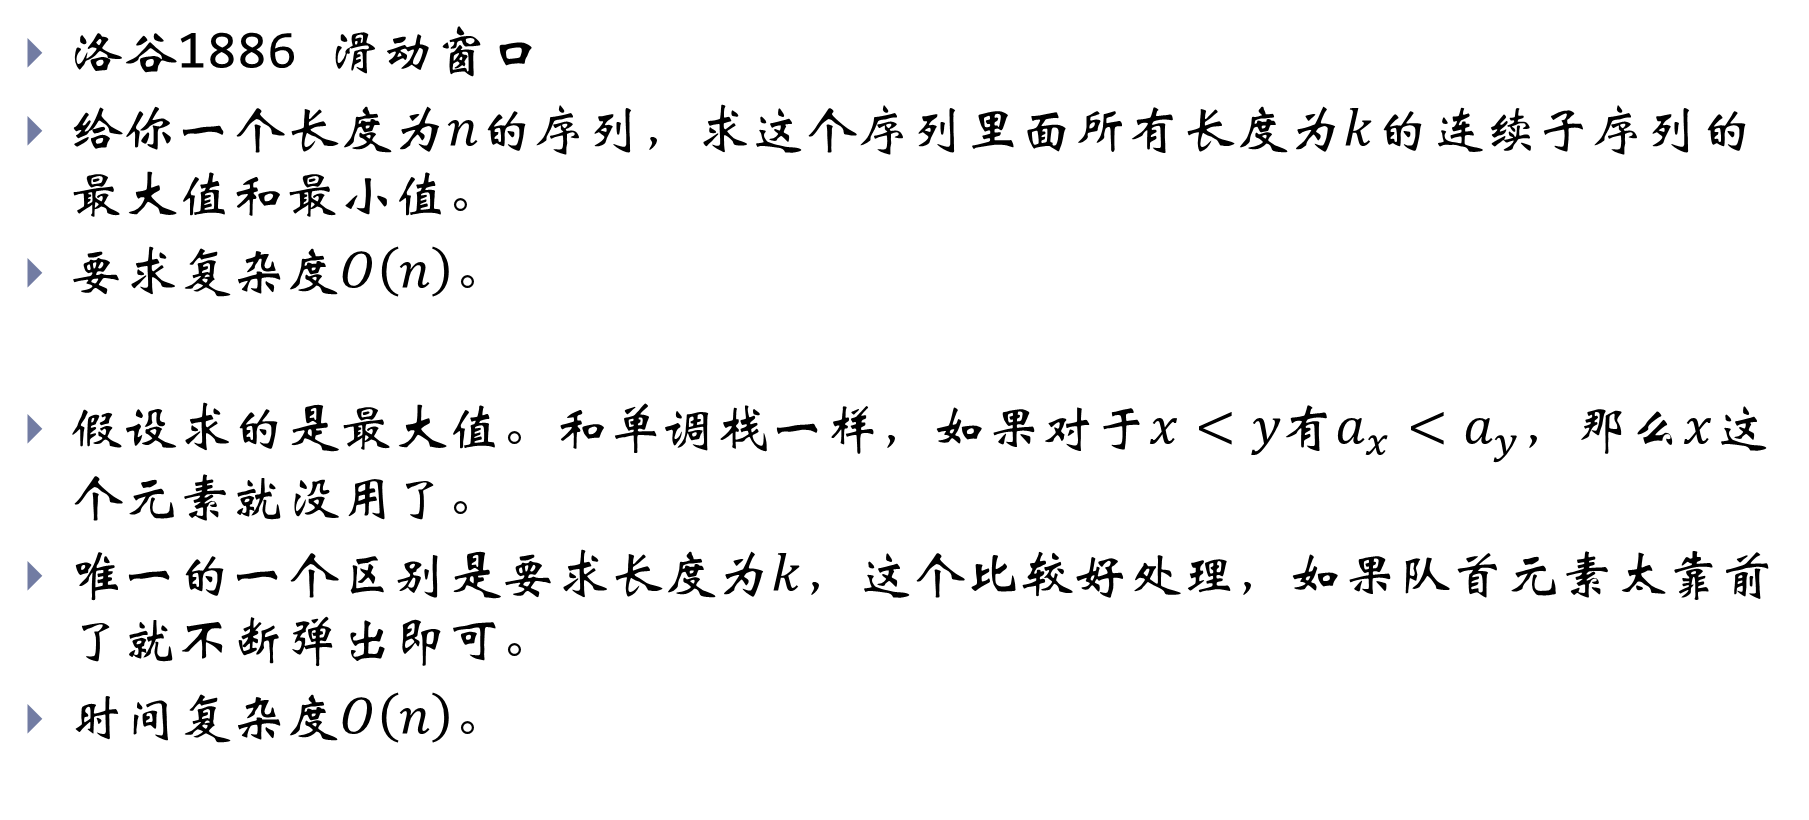 洛谷1886 滑动窗口
给你一个长度为n的序列，求这个序列里面所有长度为k的连续子序列的
最大值和最小值。
要求复杂度O(n)。
假设求的是最大值。和单调栈一样，如果对于x < y有aₓ < aᵧ，那么x这
个元素就没用了。
唯一的一个区别是要求长度为k，这个比较好处理，如果队首元素太靠前
了就不断弹出即可。
时间复杂度O(n)。